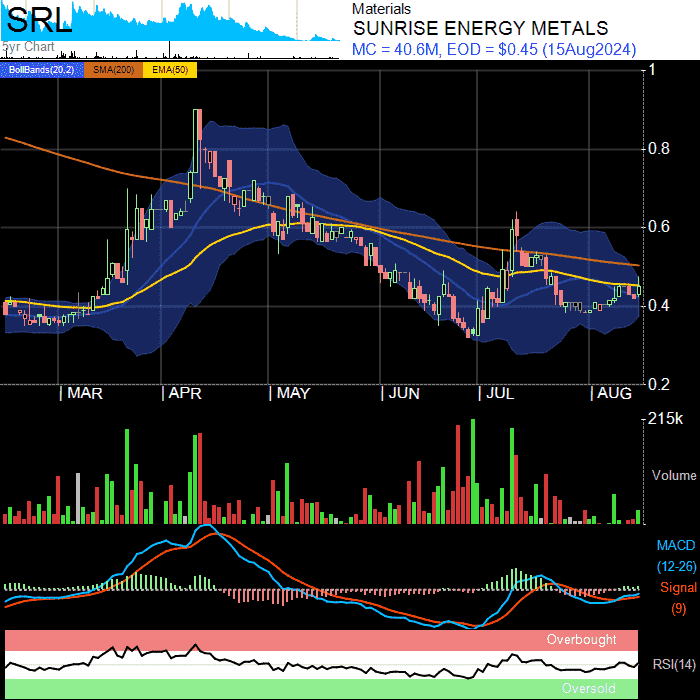 SRL
5yr Chart
Materials
SUNRISE ENERGY METALS
MC = 40.6M, EOD = $0.45 (15Aug2024)
BollBands(20,2) SMA(200) EMA(50)
1
0.8
0.6
0.4
0.2
MAR APR MAY JUN JUL AUG
215k
Volume
MACD
(12-26)
Signal
(9)
Overbought
RSI(14)
Oversold